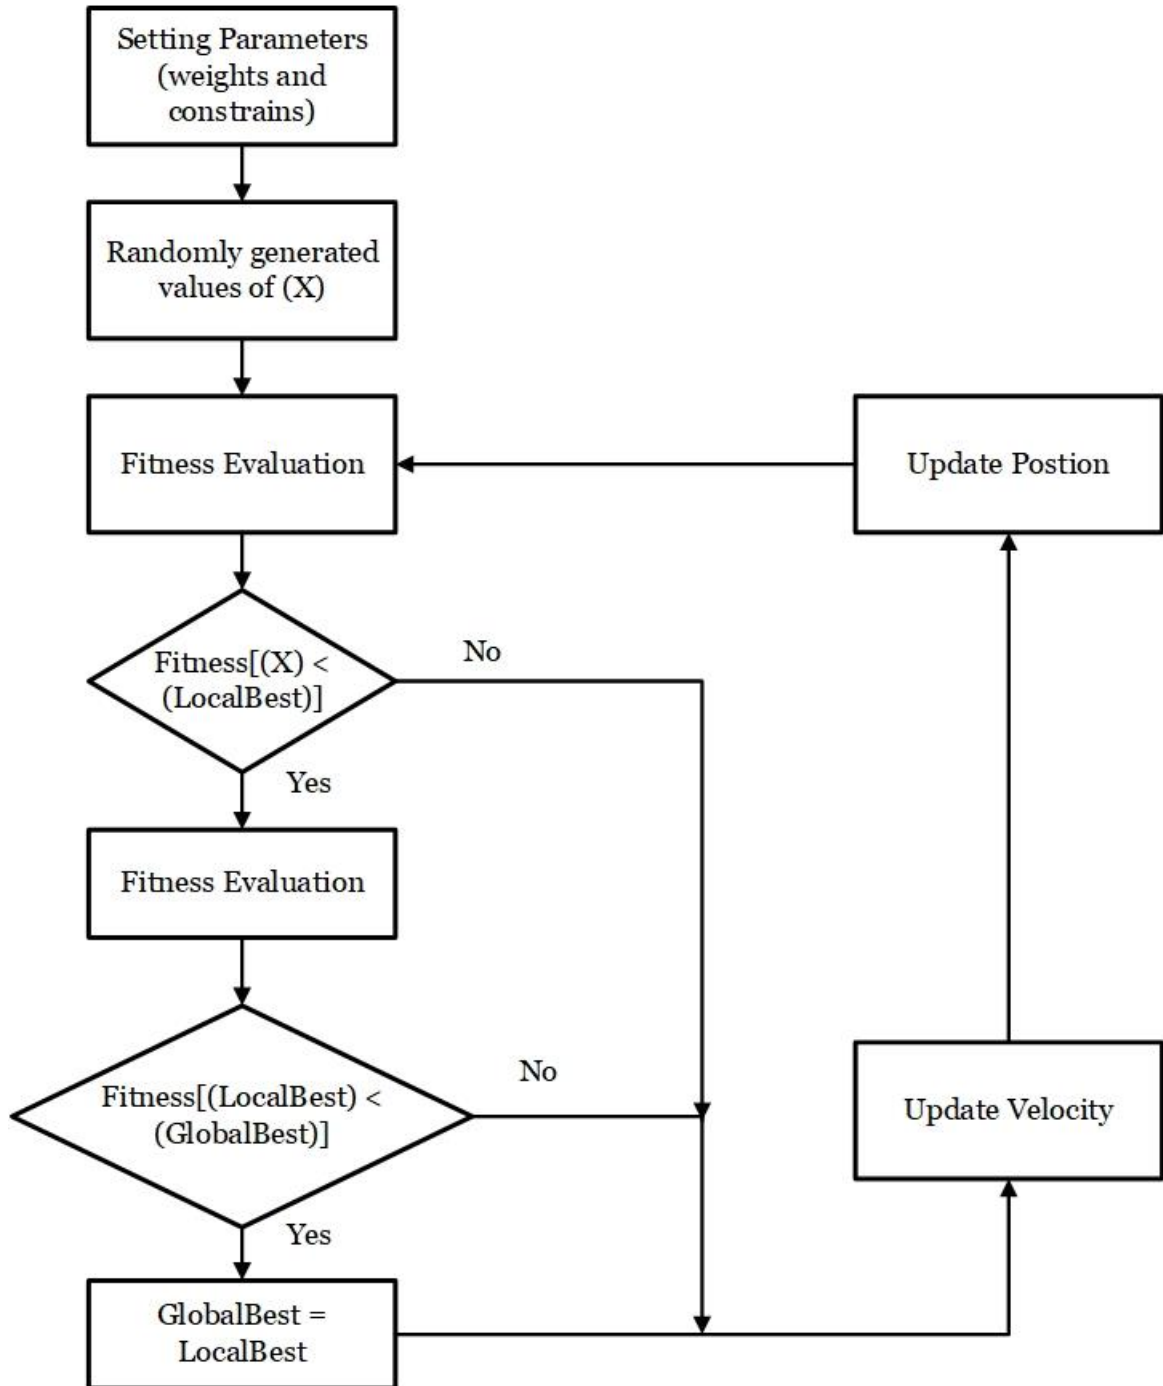 Setting Parameters
(weights and
constrains)
Randomly generated
values of (X)
Fitness Evaluation
Update Postion
Fitness[(X) <
(LocalBest)]
No
Yes
Fitness Evaluation
Fitness[(LocalBest) <
(GlobalBest)]
No
Update Velocity
Yes
GlobalBest =
LocalBest